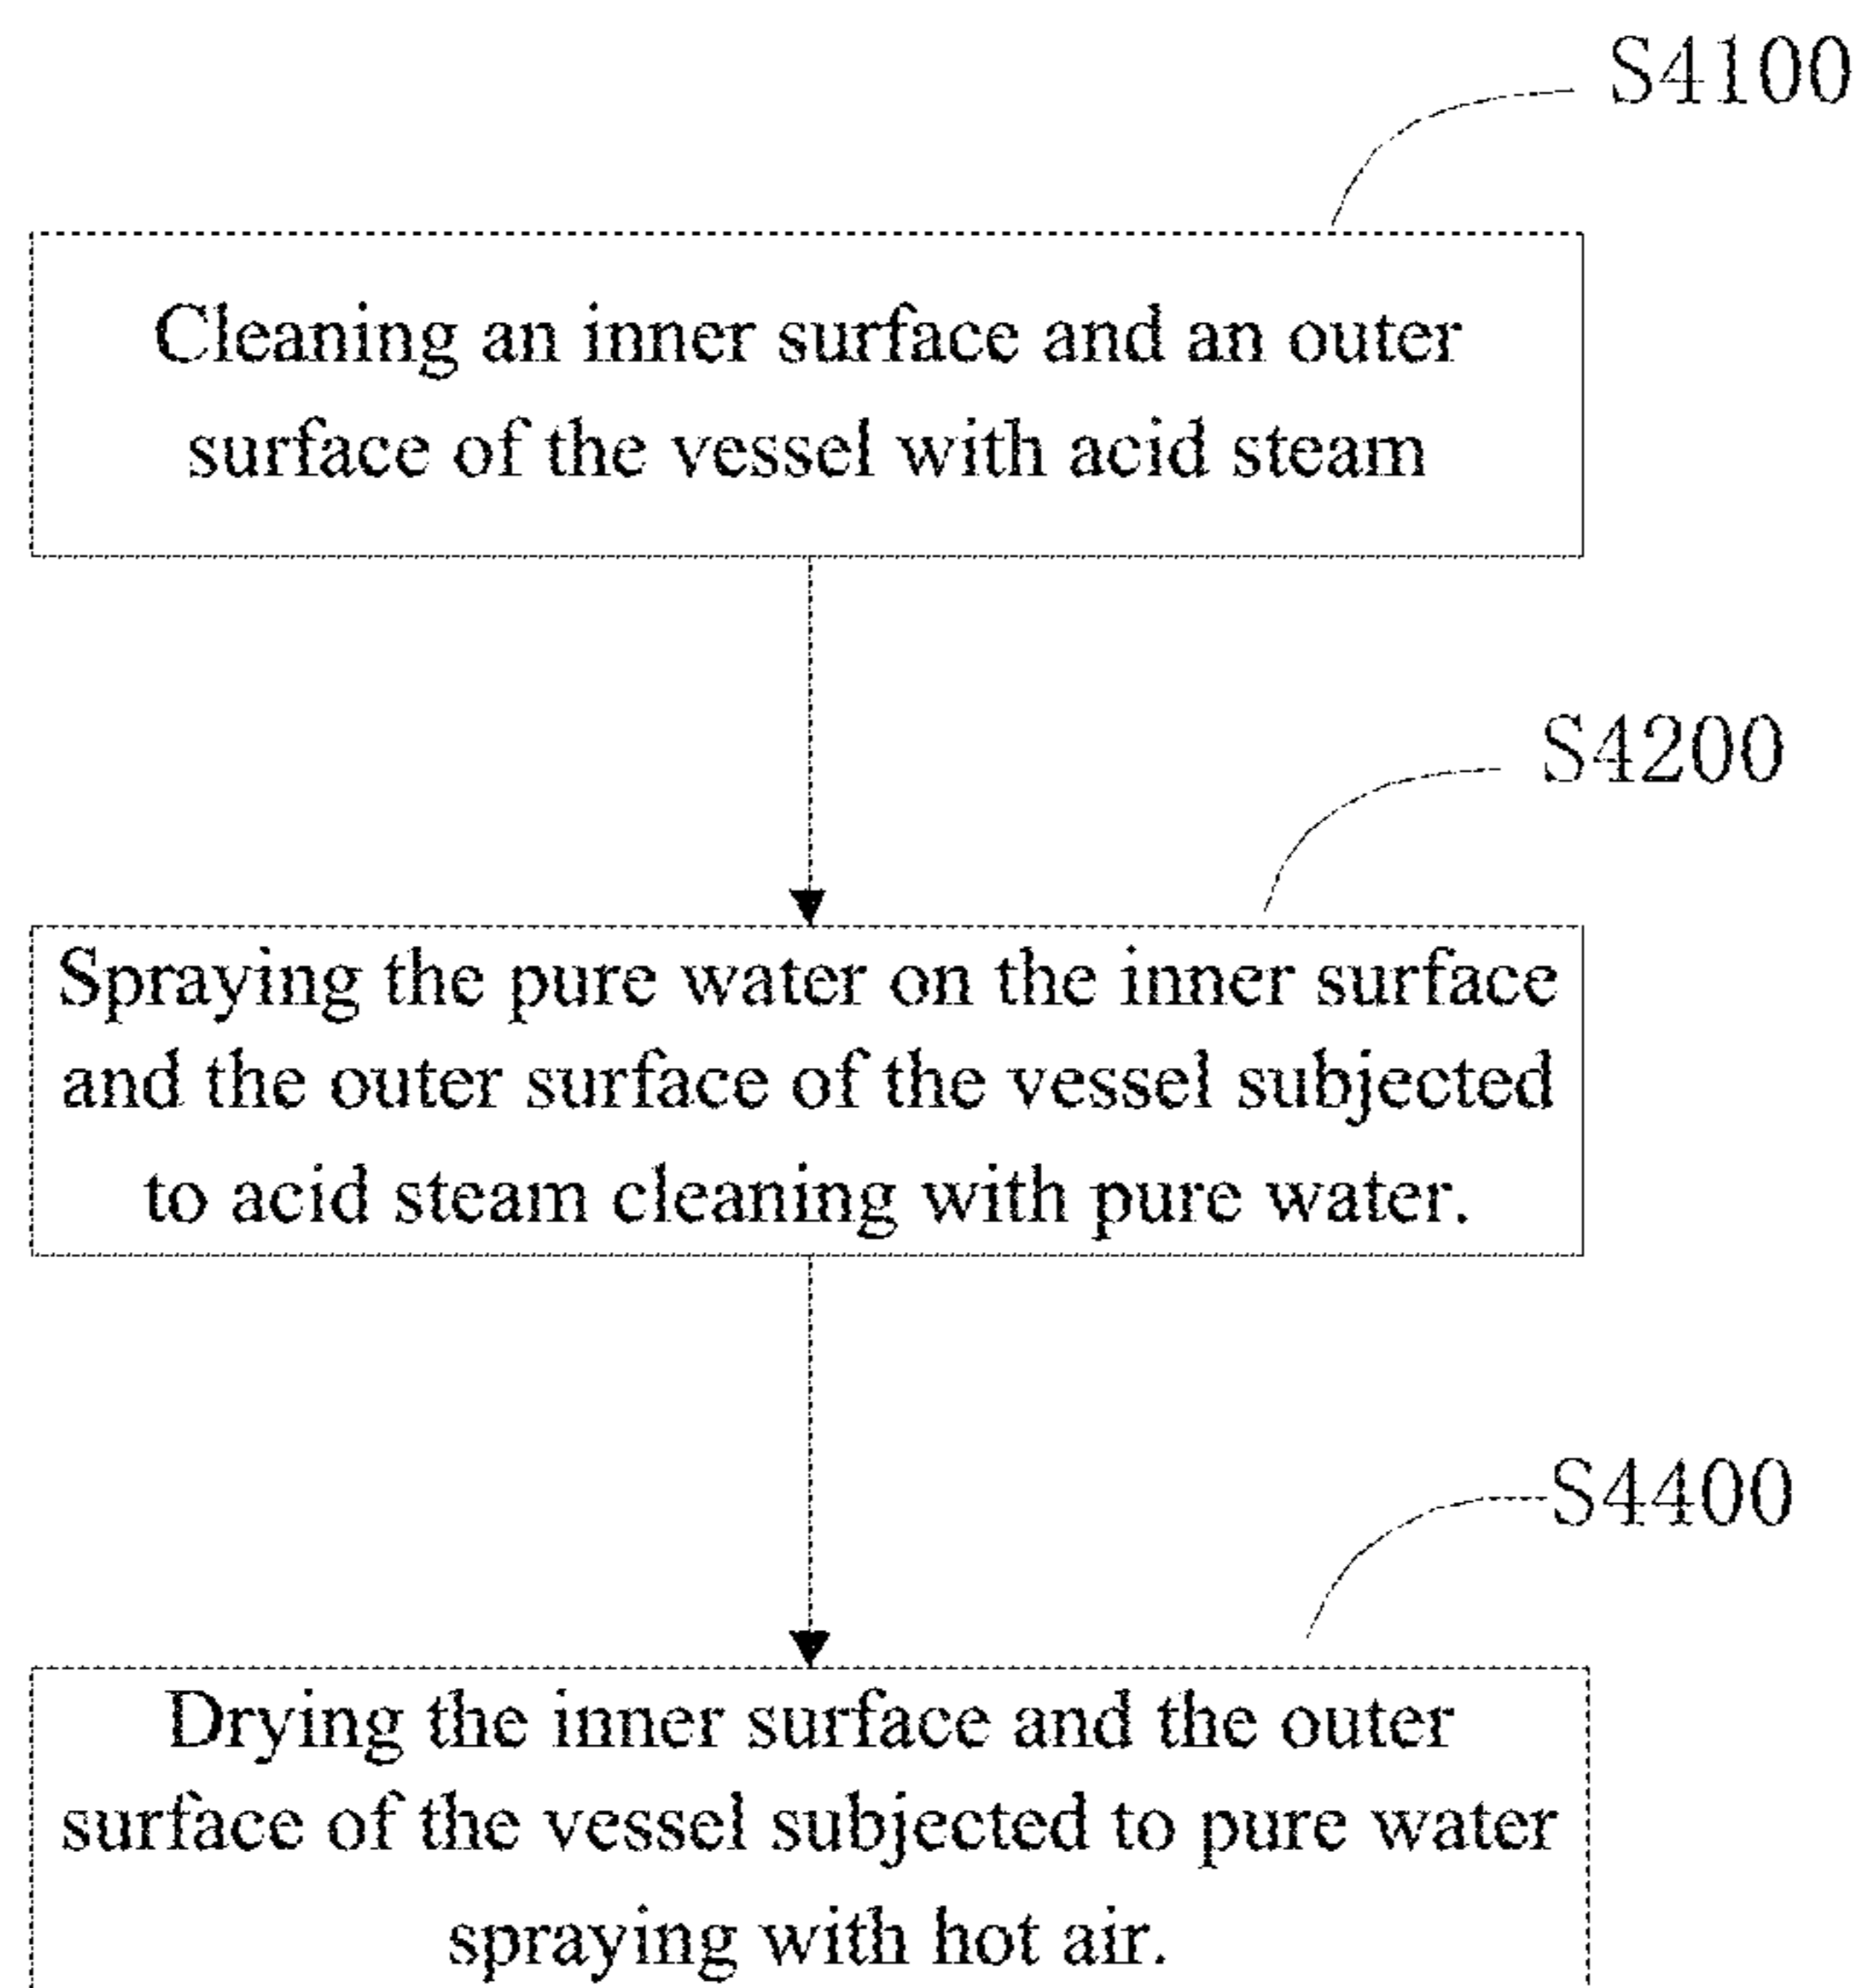 S4100
Cleaning an inner surface and an outer
surface of the vessel with acid steam
S4200
Spraying the pure water on the inner surface
and the outer surface of the vessel subjected
to acid steam cleaning with pure water.
S4400
Drying the inner surface and the outer
surface of the vessel subjected to pure water
spraying with hot air.